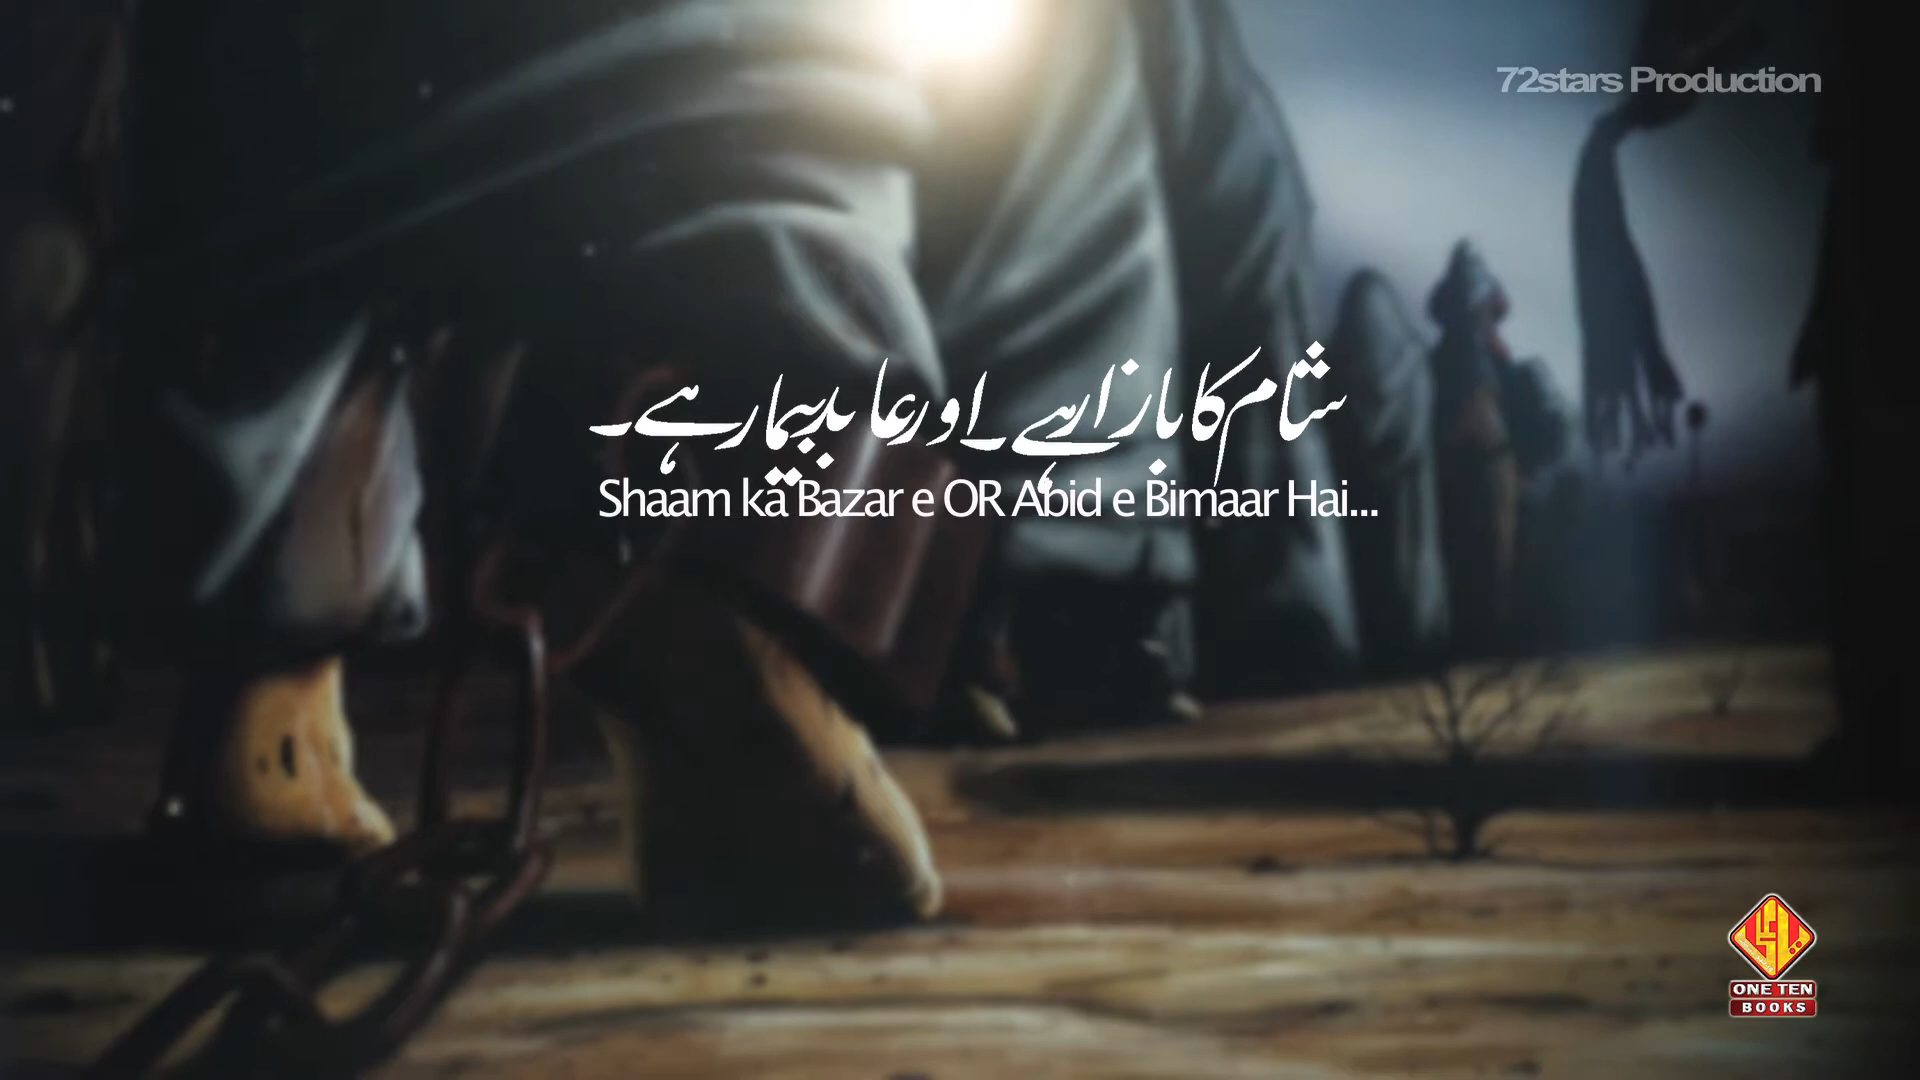 72stars Production
شام کا بازار ہے۔ اور عابدِ بیمار ہے۔
Shaam ka Bazar e OR Abid e Bimaar Hai...
ONE TEN
BOOKS